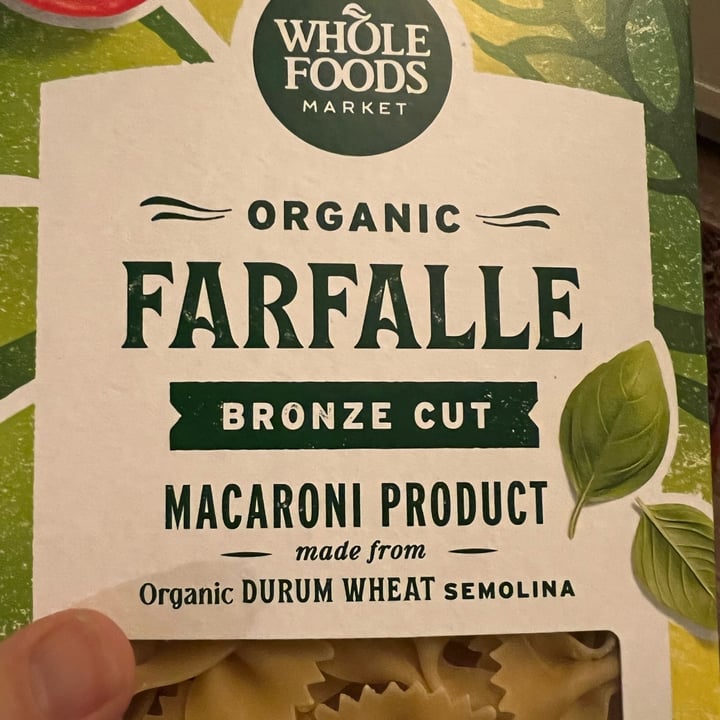 WHOLE
FOODS
MARKET
ORGANIC
FARFALLE
BRONZE CUT
MACARONI PRODUCT
made from
Organic DURUM WHEAT SEMOLINA